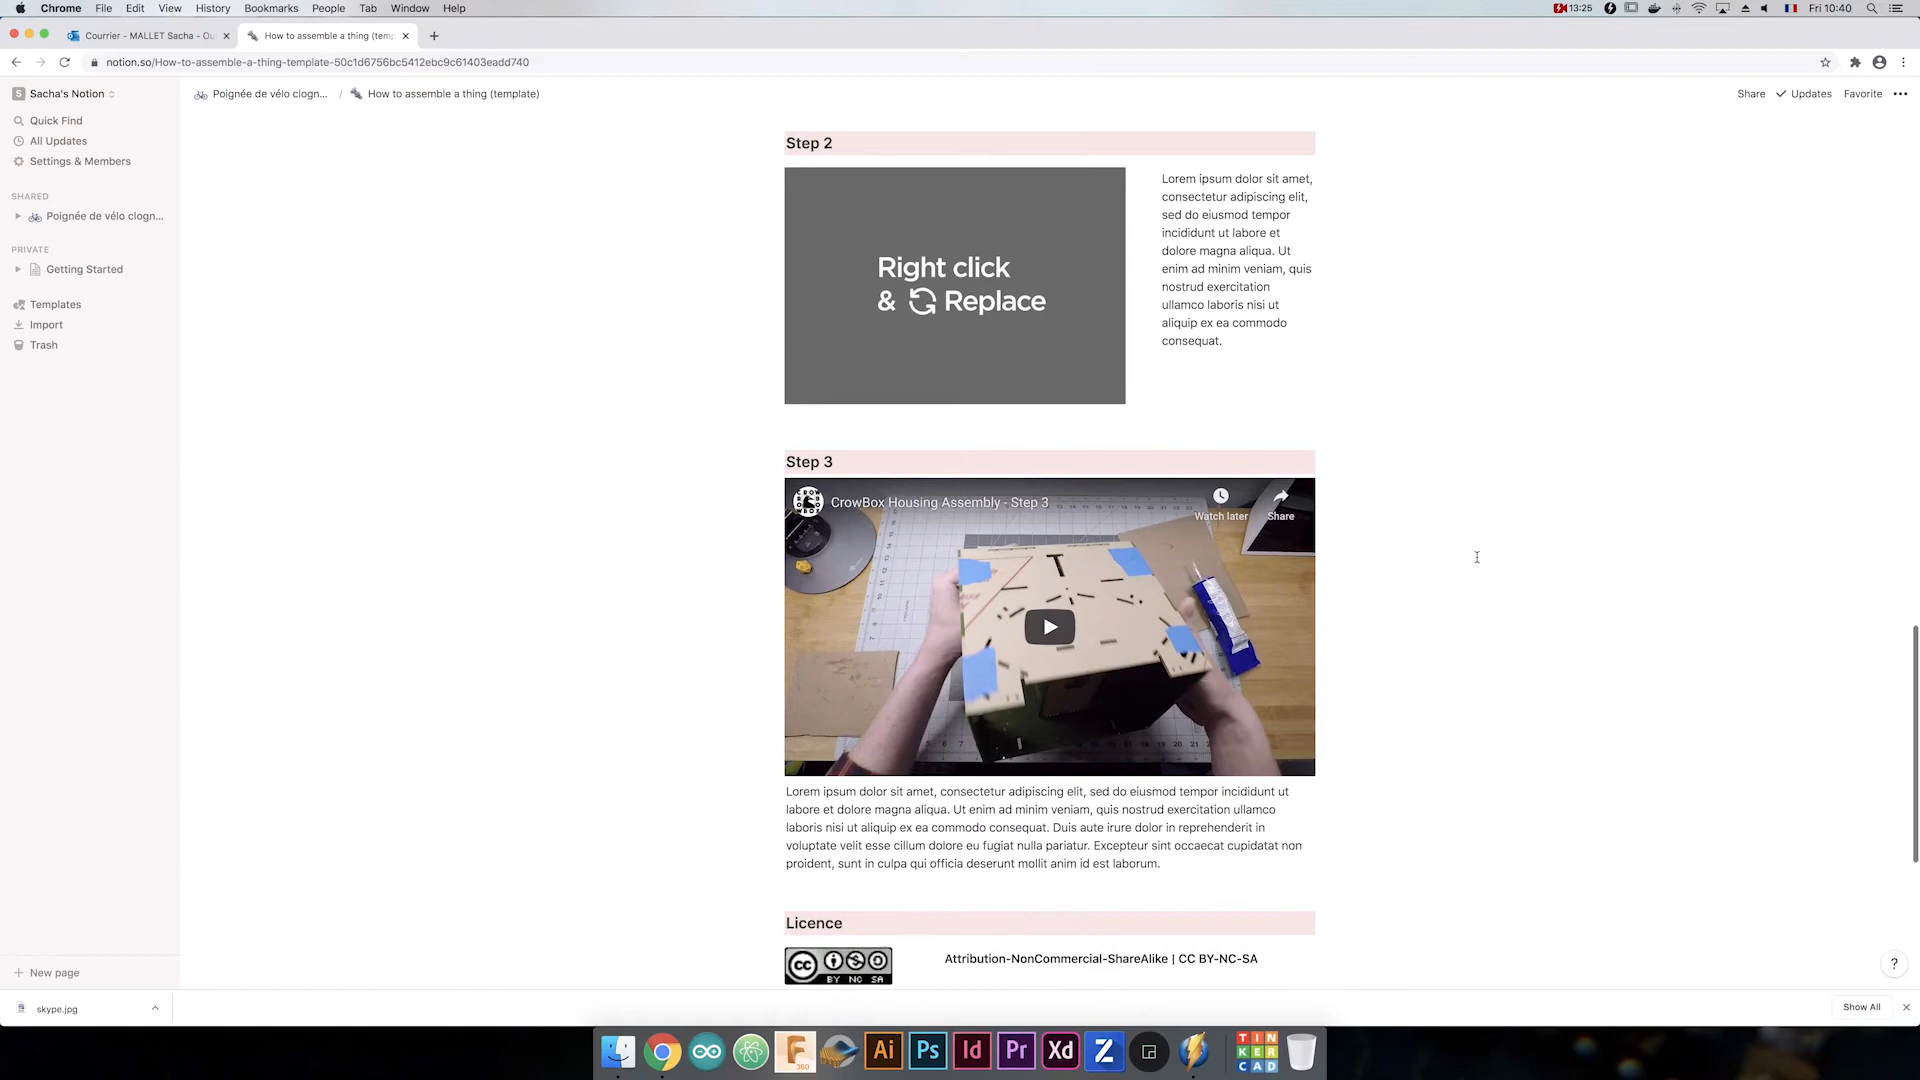 Chrome File Edit View History Bookmarks People Tab Window Help 13:25 Fri 10:40
Courrier - MALLET Sacha - Ou
How to assemble a thing (temp
notion.so/How-to-assemble-a-thing-template-50c1d6756bc5412ebc9c61403eadd740
S Sacha's Notion
Poignée de vélo clogn... / How to assemble a thing (template)
Share Updates Favorite
Quick Find
All Updates
Settings & Members
SHARED
Poignée de vélo clogn...
PRIVATE
Getting Started
Templates
Import
Trash
New page
Step 2
Right click
& Replace
Lorem ipsum dolor sit amet,
consectetur adipiscing elit,
sed do eiusmod tempor
incididunt ut labore et
dolore magna aliqua. Ut
enim ad minim veniam, quis
nostrud exercitation
ullamco laboris nisi ut
aliquip ex ea commodo
consequat.
Step 3
CrowBox Housing Assembly - Step 3
Watch later
Share
Lorem ipsum dolor sit amet, consectetur adipiscing elit, sed do eiusmod tempor incididunt ut
labore et dolore magna aliqua. Ut enim ad minim veniam, quis nostrud exercitation ullamco
laboris nisi ut aliquip ex ea commodo consequat. Duis aute irure dolor in reprehenderit in
voluptate velit esse cillum dolore eu fugiat nulla pariatur. Excepteur sint occaecat cupidatat non
proident, sunt in culpa qui officia deserunt mollit anim id est laborum.
Licence
CC BY NC SA
Attribution-NonCommercial-ShareAlike | CC BY-NC-SA
?
skype.jpg
Show All
F 360 Ai Ps Id Pr Xd Z
TIN
KER
CAD